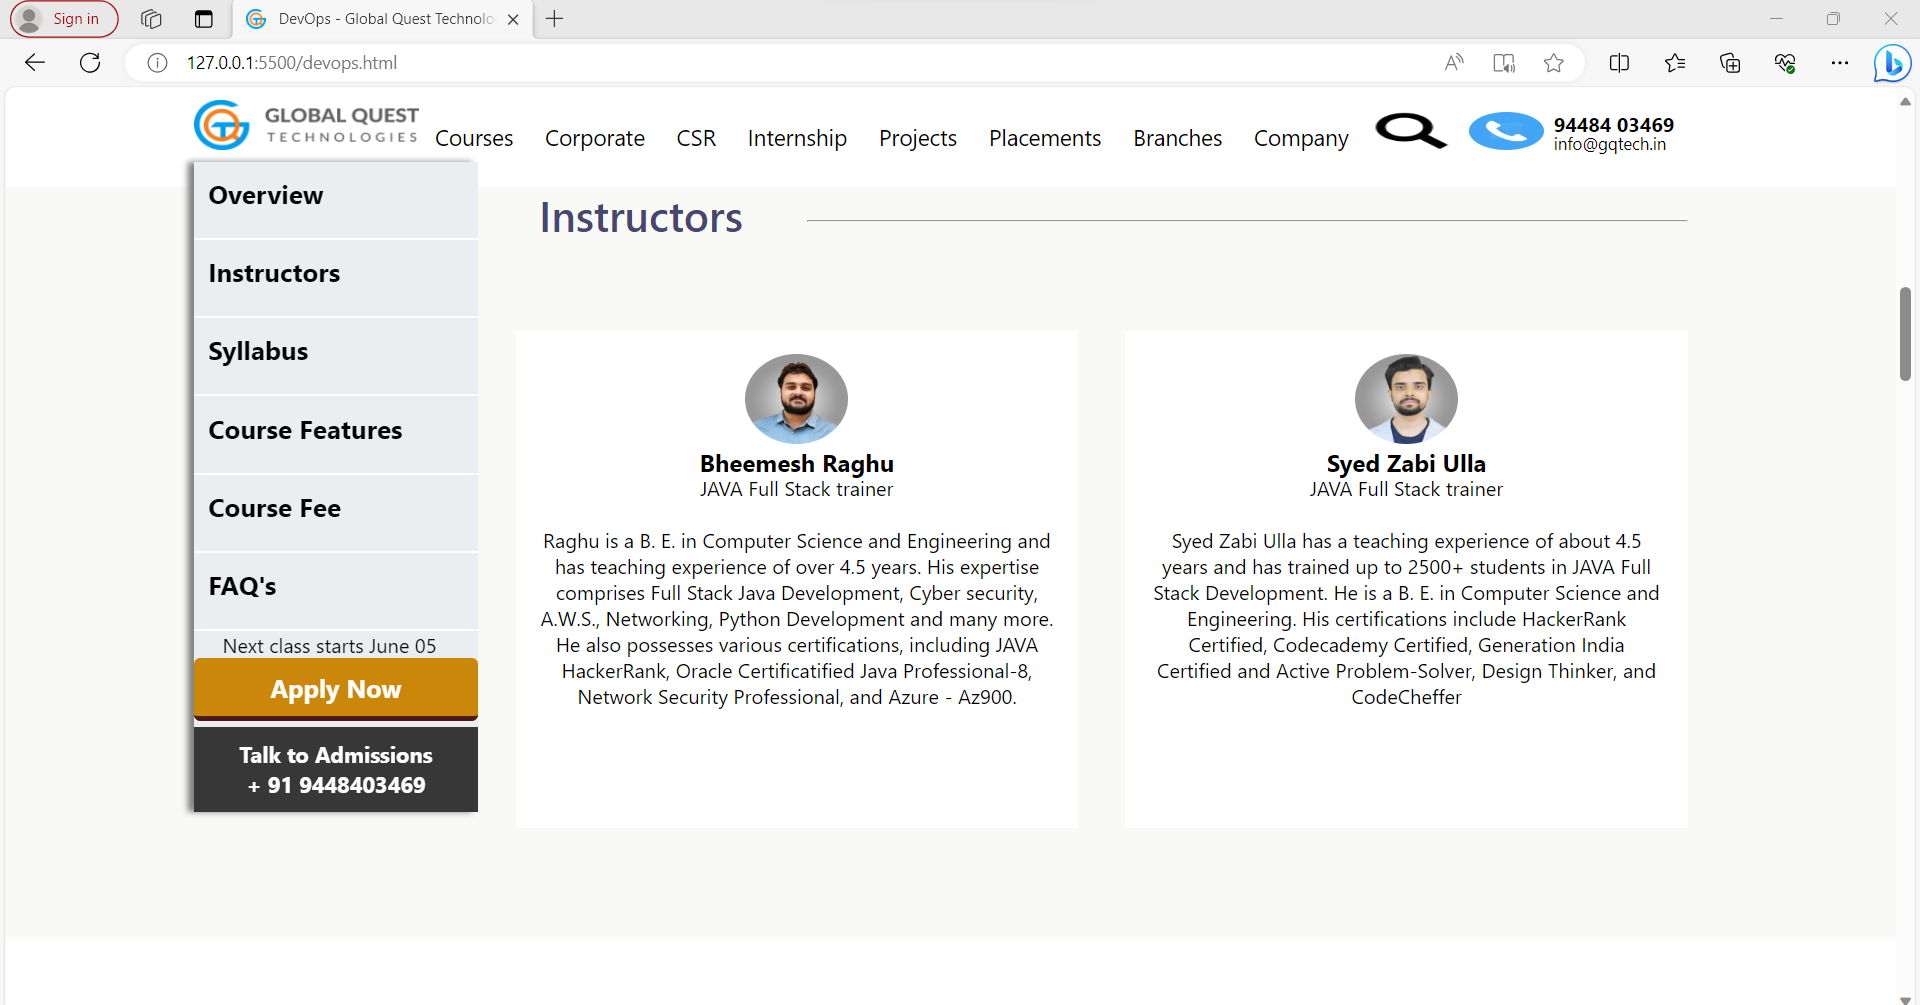 Sign in
DevOps - Global Quest Technolo
127.0.0.1:5500/devops.html
GLOBAL QUEST
TECHNOLOGIES
Courses Corporate CSR Internship Projects Placements Branches Company
94484 03469
info@gqtech.in
Overview
Instructors
Syllabus
Course Features
Course Fee
FAQ's
Next class starts June 05
Apply Now
Talk to Admissions
+ 91 9448403469
Instructors
Bheemesh Raghu
JAVA Full Stack trainer
Raghu is a B. E. in Computer Science and Engineering and
has teaching experience of over 4.5 years. His expertise
comprises Full Stack Java Development, Cyber security,
A.W.S., Networking, Python Development and many more.
He also possesses various certifications, including JAVA
HackerRank, Oracle Certificatified Java Professional-8,
Network Security Professional, and Azure - Az900.
Syed Zabi Ulla
JAVA Full Stack trainer
Syed Zabi Ulla has a teaching experience of about 4.5
years and has trained up to 2500+ students in JAVA Full
Stack Development. He is a B. E. in Computer Science and
Engineering. His certifications include HackerRank
Certified, Codecademy Certified, Generation India
Certified and Active Problem-Solver, Design Thinker, and
CodeCheffer